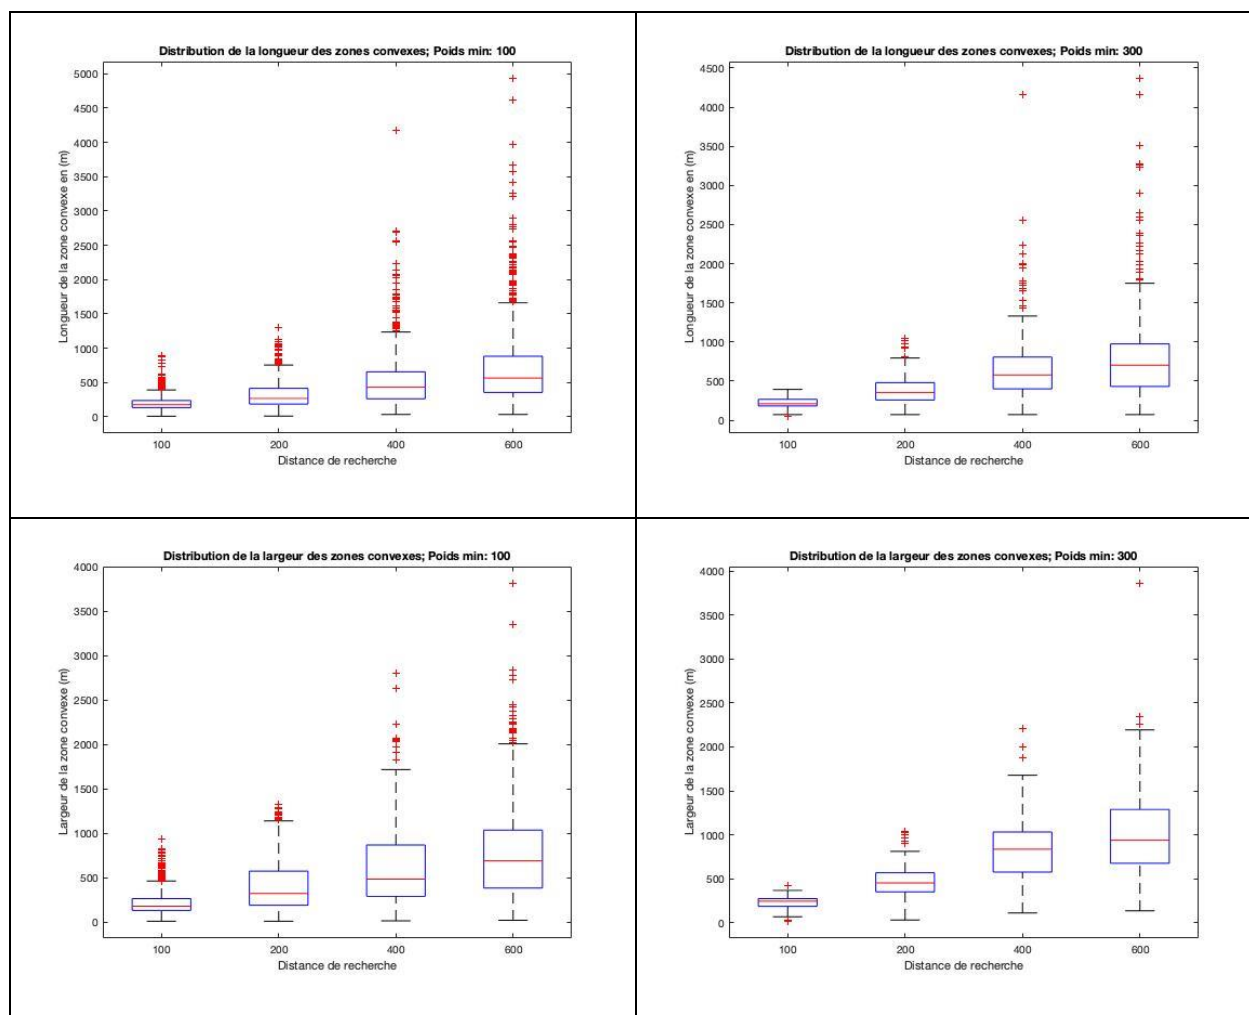 Distribution de la longueur des zones convexes; Poids min: 100
5000
4500
4000
3500
3000
2500
2000
1500
1000
500
0
Longueur de la zone convexe en (m)
100 200 400 600
Distance de recherche
Distribution de la longueur des zones convexes; Poids min: 300
4500
4000
3500
3000
2500
2000
1500
1000
500
0
Longueur de la zone convexe en (m)
100 200 400 600
Distance de recherche
Distribution de la largeur des zones convexes; Poids min: 100
4000
3500
3000
2500
2000
1500
1000
500
0
Largeur de la zone convexe (m)
100 200 400 600
Distance de recherche
Distribution de la largeur des zones convexes; Poids min: 300
4000
3500
3000
2500
2000
1500
1000
500
0
Largeur de la zone convexe (m)
100 200 400 600
Distance de recherche